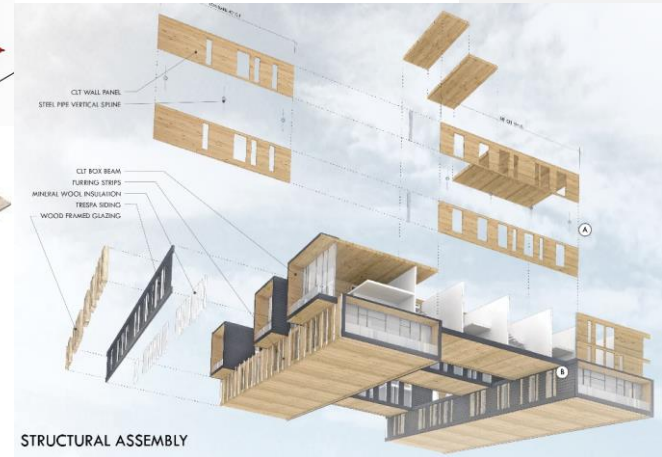 CLT WALL PANEL
STEEL PIPE VERTICAL SPLINE
CLT BOX BEAM
FURRING STRIPS
MINERAL WOOL INSULATION
TRESPA SIDING
WOOD FRAMED GLAZING
A
B
STRUCTURAL ASSEMBLY